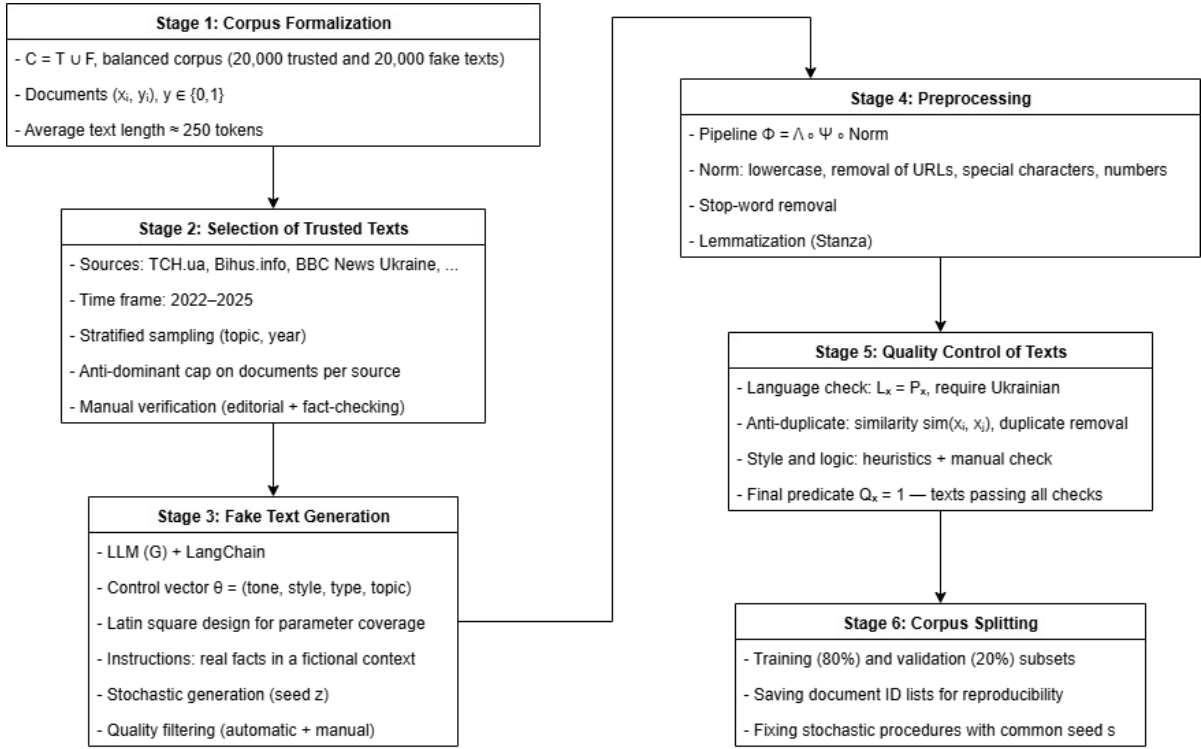 Stage 1: Corpus Formalization
- C = T ∪ F, balanced corpus (20,000 trusted and 20,000 fake texts)
- Documents (xᵢ, yᵢ), y ∈ {0,1}
- Average text length ≈ 250 tokens
Stage 2: Selection of Trusted Texts
- Sources: TCH.ua, Bihus.info, BBC News Ukraine, ...
- Time frame: 2022–2025
- Stratified sampling (topic, year)
- Anti-dominant cap on documents per source
- Manual verification (editorial + fact-checking)
Stage 3: Fake Text Generation
- LLM (G) + LangChain
- Control vector θ = (tone, style, type, topic)
- Latin square design for parameter coverage
- Instructions: real facts in a fictional context
- Stochastic generation (seed z)
- Quality filtering (automatic + manual)
Stage 4: Preprocessing
- Pipeline Φ = Λ ∘ Ψ ∘ Norm
- Norm: lowercase, removal of URLs, special characters, numbers
- Stop-word removal
- Lemmatization (Stanza)
Stage 5: Quality Control of Texts
- Language check: Lₓ = Pₓ, require Ukrainian
- Anti-duplicate: similarity sim(xᵢ, xⱼ), duplicate removal
- Style and logic: heuristics + manual check
- Final predicate Qₓ = 1 — texts passing all checks
Stage 6: Corpus Splitting
- Training (80%) and validation (20%) subsets
- Saving document ID lists for reproducibility
- Fixing stochastic procedures with common seed s